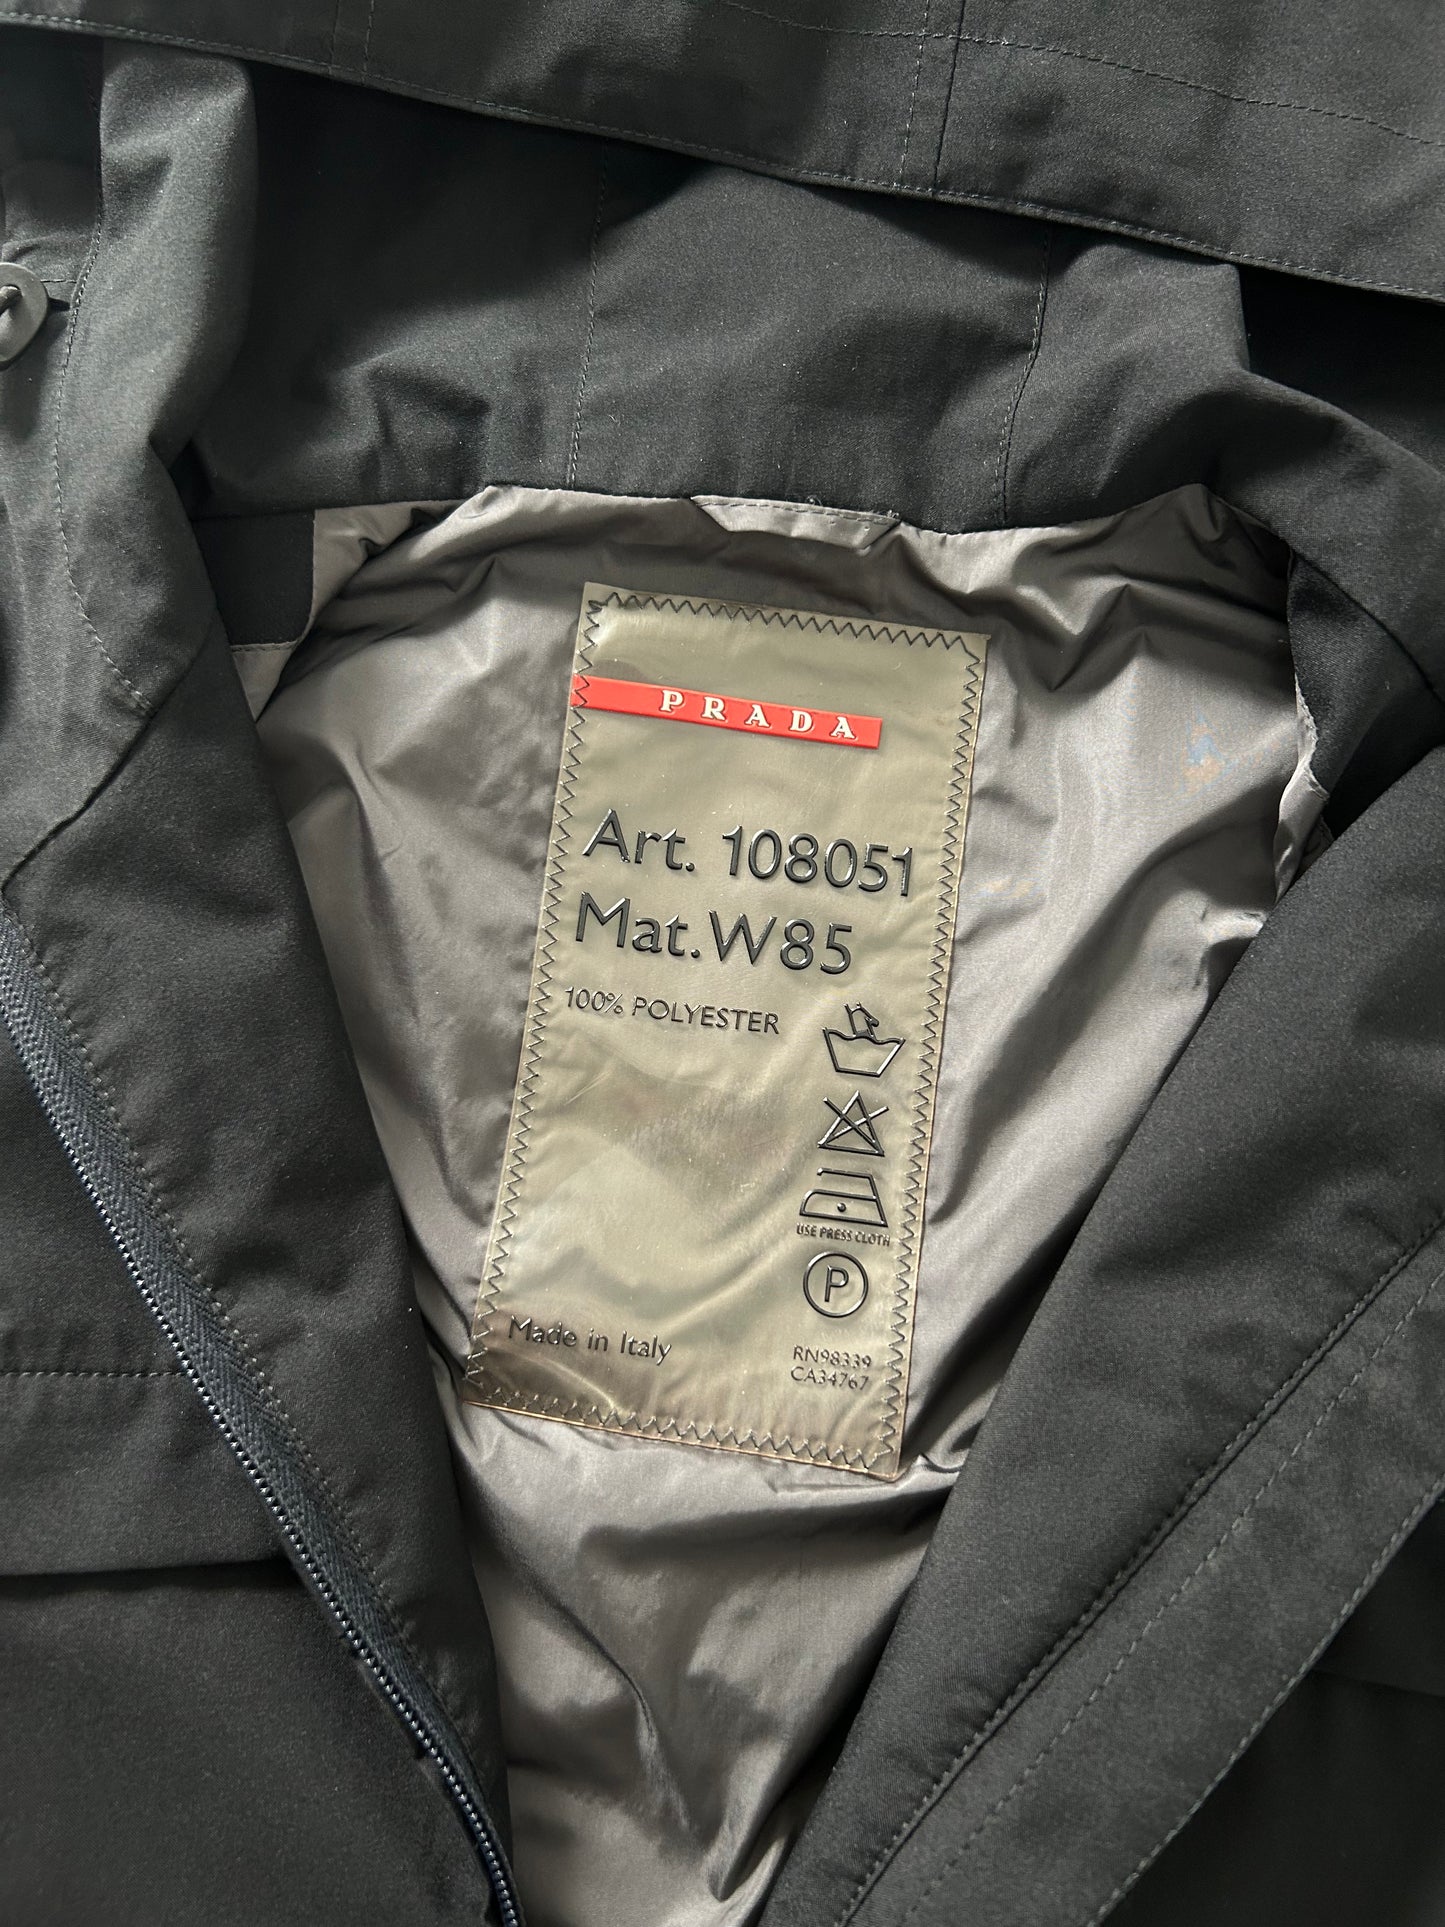 PRADA
Art. 108051
Mat. W85
100% POLYESTER
USE PRESS CLOTH
P
Made in Italy
RN98339
CA34767